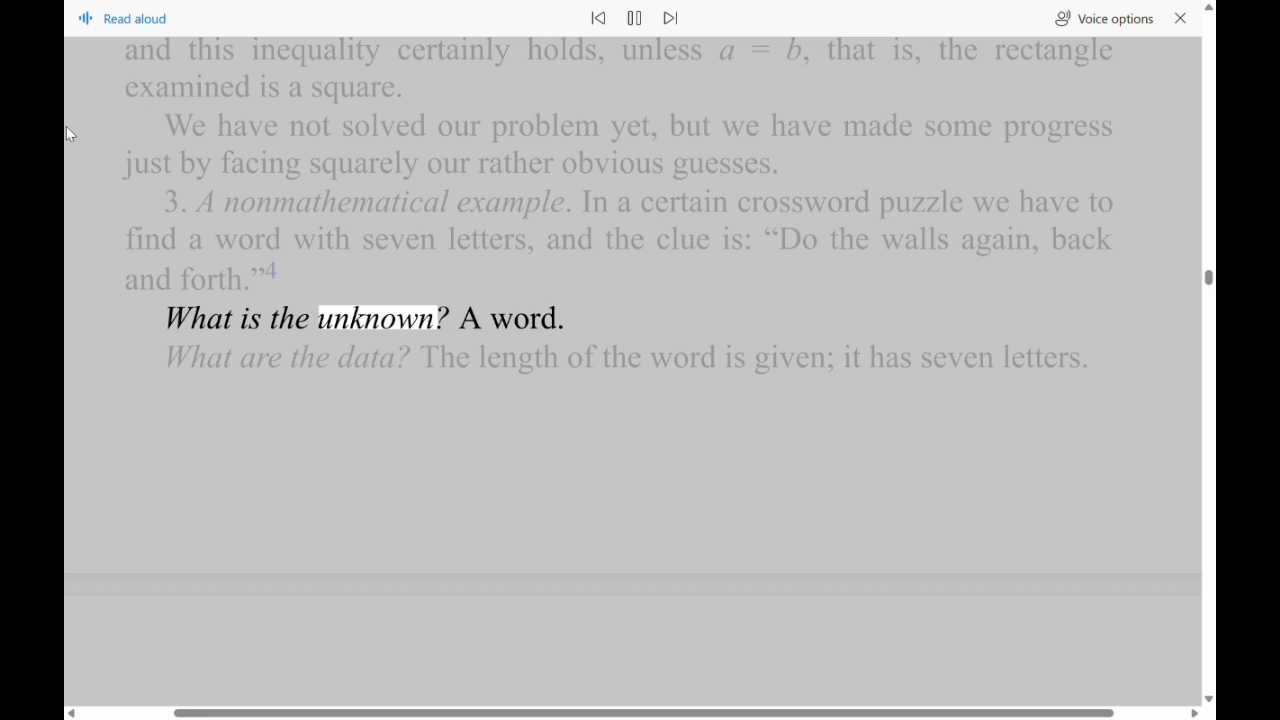 Read aloud
Voice options
and this inequality certainly holds, unless a = b, that is, the rectangle
examined is a square.
We have not solved our problem yet, but we have made some progress
just by facing squarely our rather obvious guesses.
3. A nonmathematical example. In a certain crossword puzzle we have to
find a word with seven letters, and the clue is: “Do the walls again, back
and forth.”4
What is the unknown? A word.
What are the data? The length of the word is given; it has seven letters.